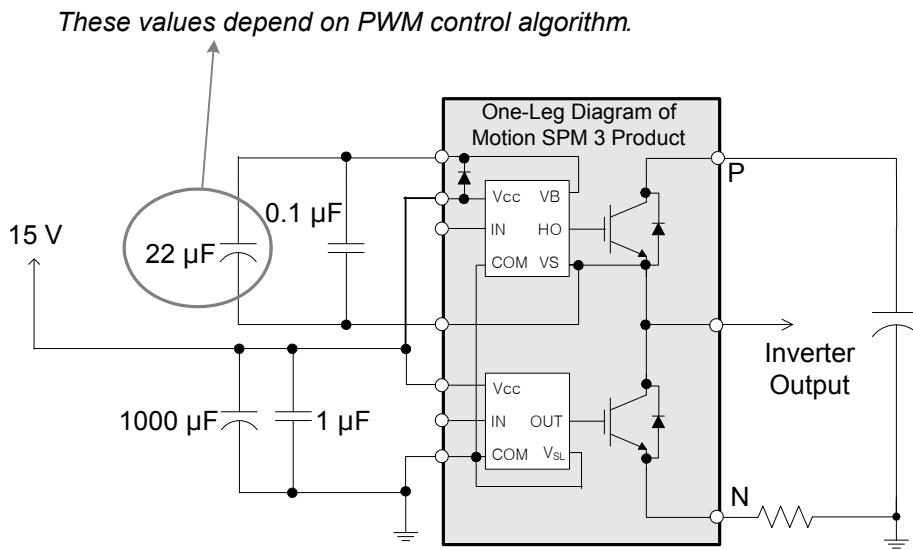 These values depend on PWM control algorithm.
One-Leg Diagram of
Motion SPM 3 Product
P
Vcc
VB
0.1 µF
15 V
IN
HO
22 µF
COM
VS
Inverter
Output
Vcc
1000 µF
1 µF
IN
OUT
COM
VSL
N